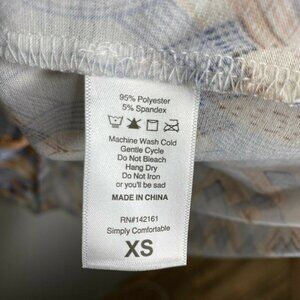 95% Polyester
5% Spandex
Machine Wash Cold
Gentle Cycle
Do Not Bleach
Hang Dry
Do Not Iron
or you'll be sad
MADE IN CHINA
RN#142161
Simply Comfortable
XS